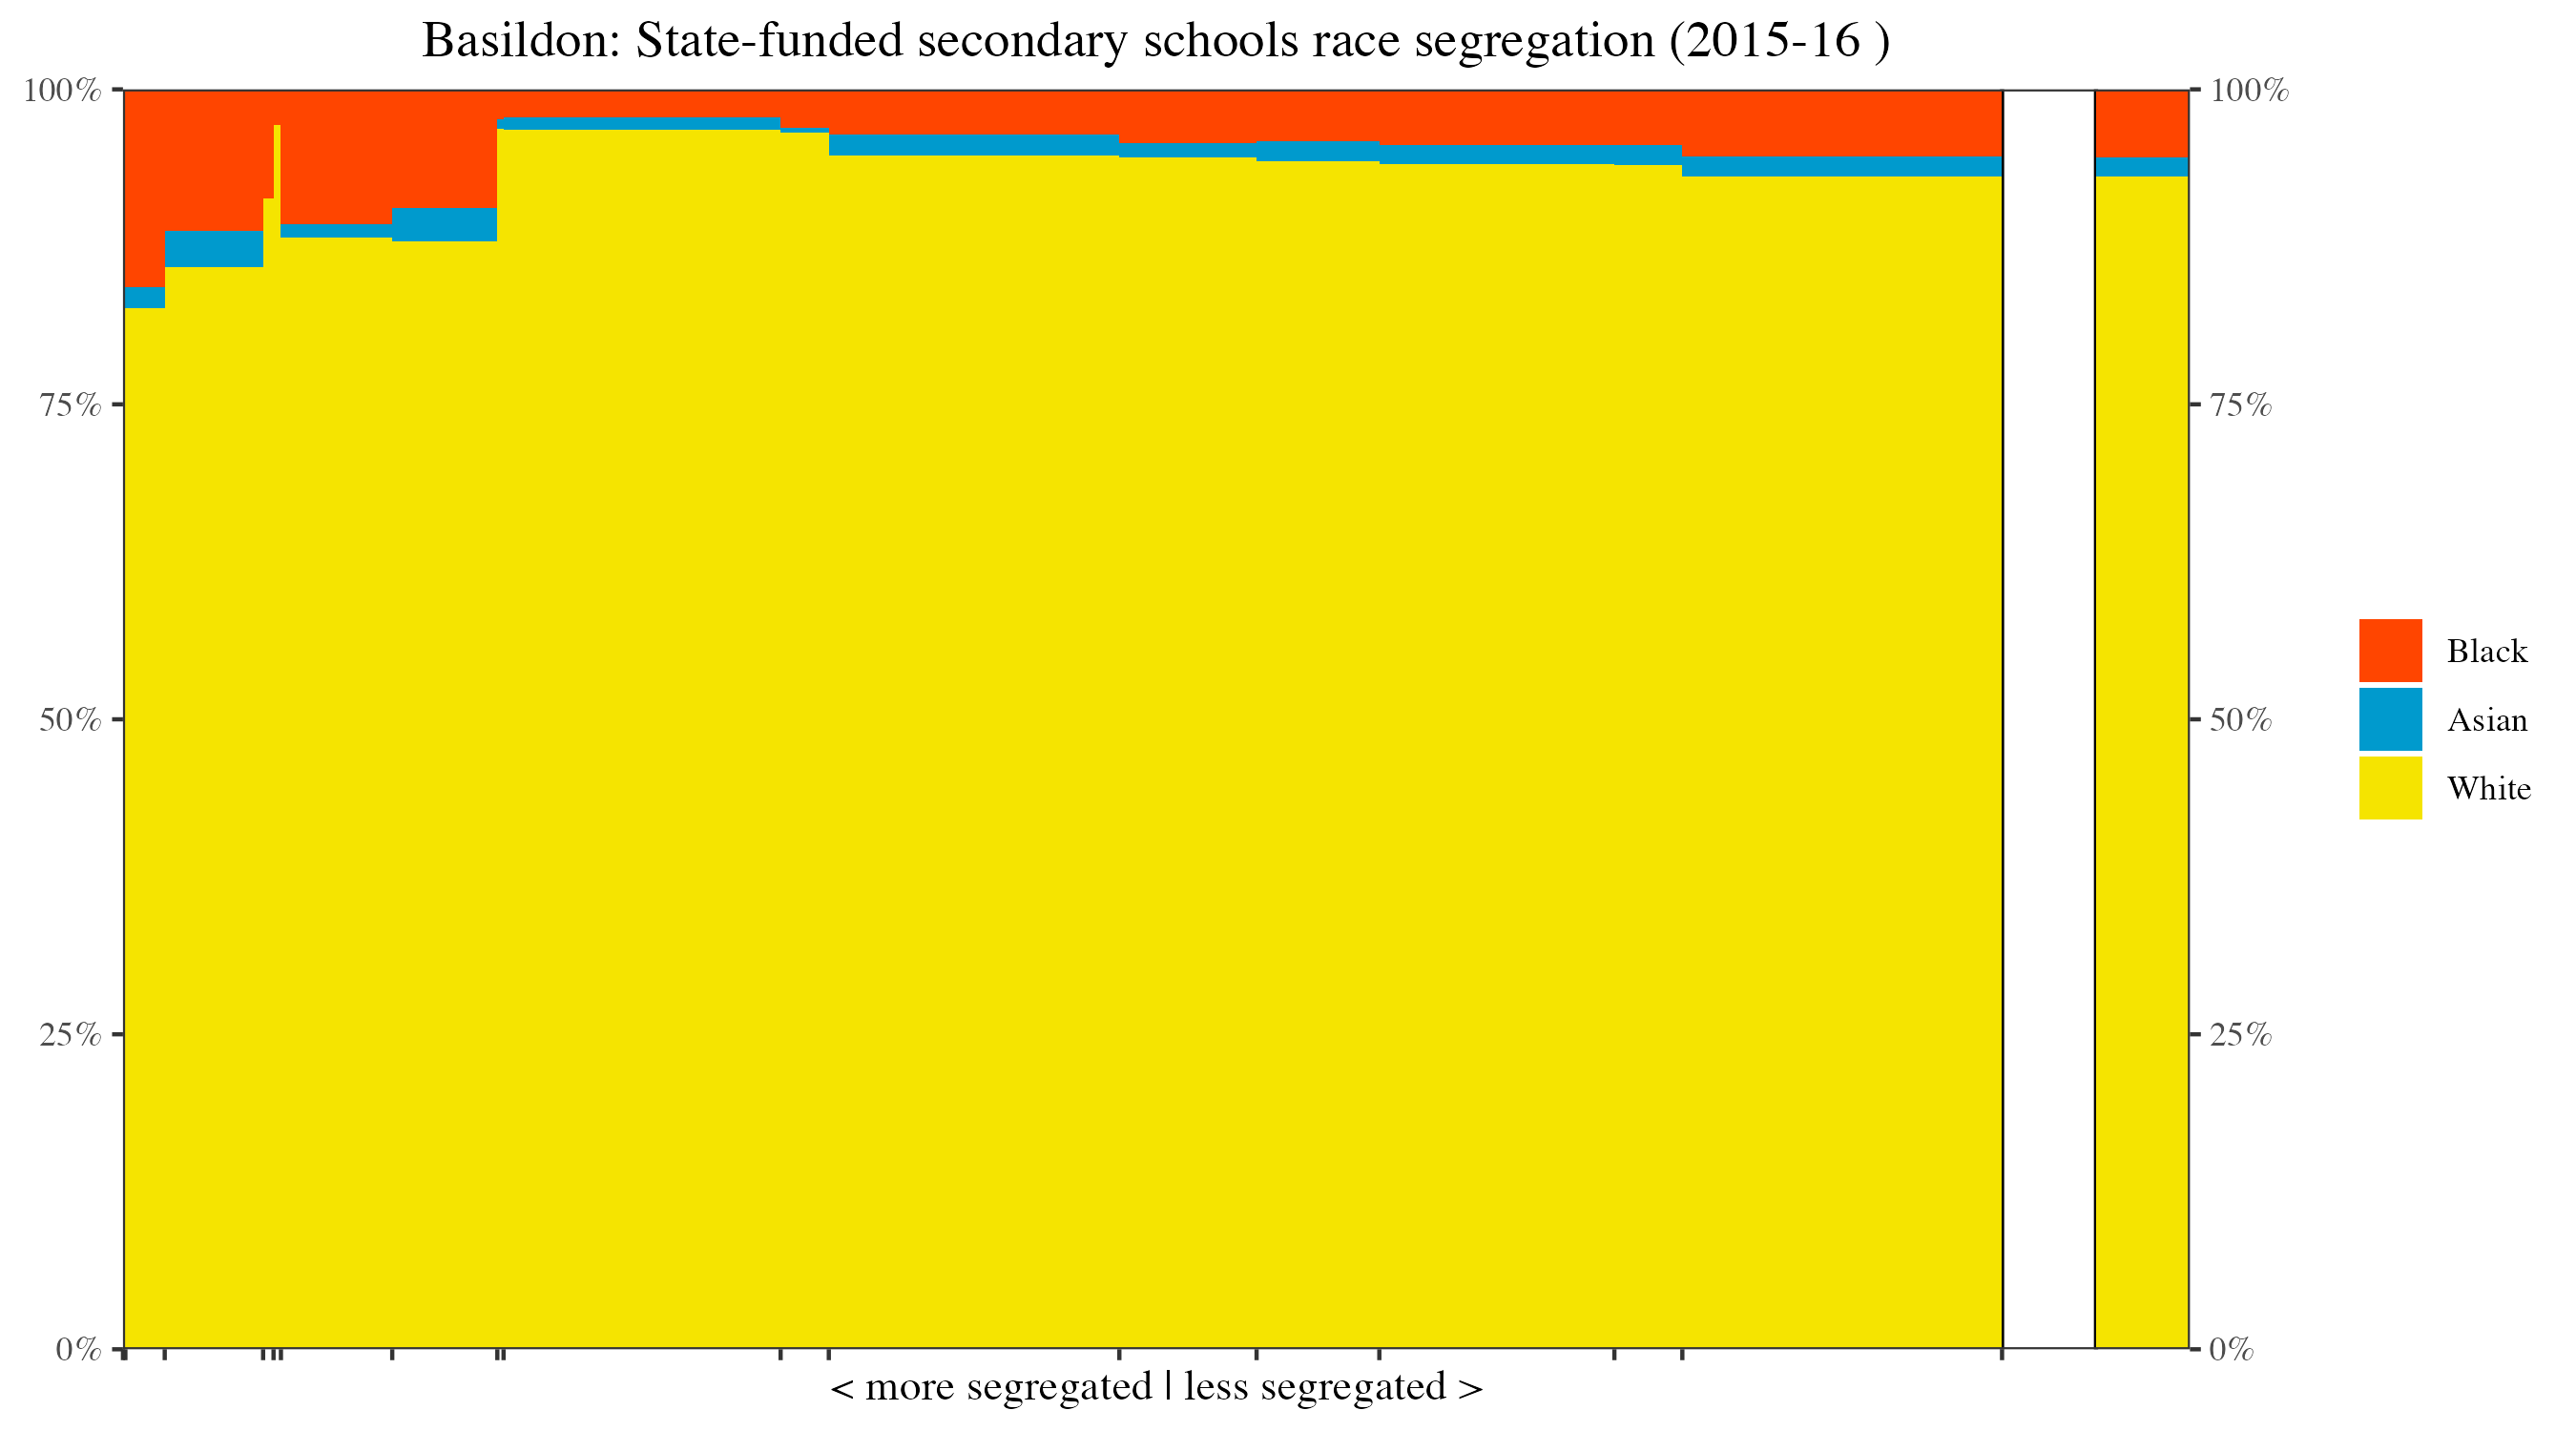 Basildon: State-funded secondary schools race segregation (2015-16 )
100%
75%
50%
25%
0%
100%
75%
50%
25%
0%
Black
Asian
White
< more segregated | less segregated >